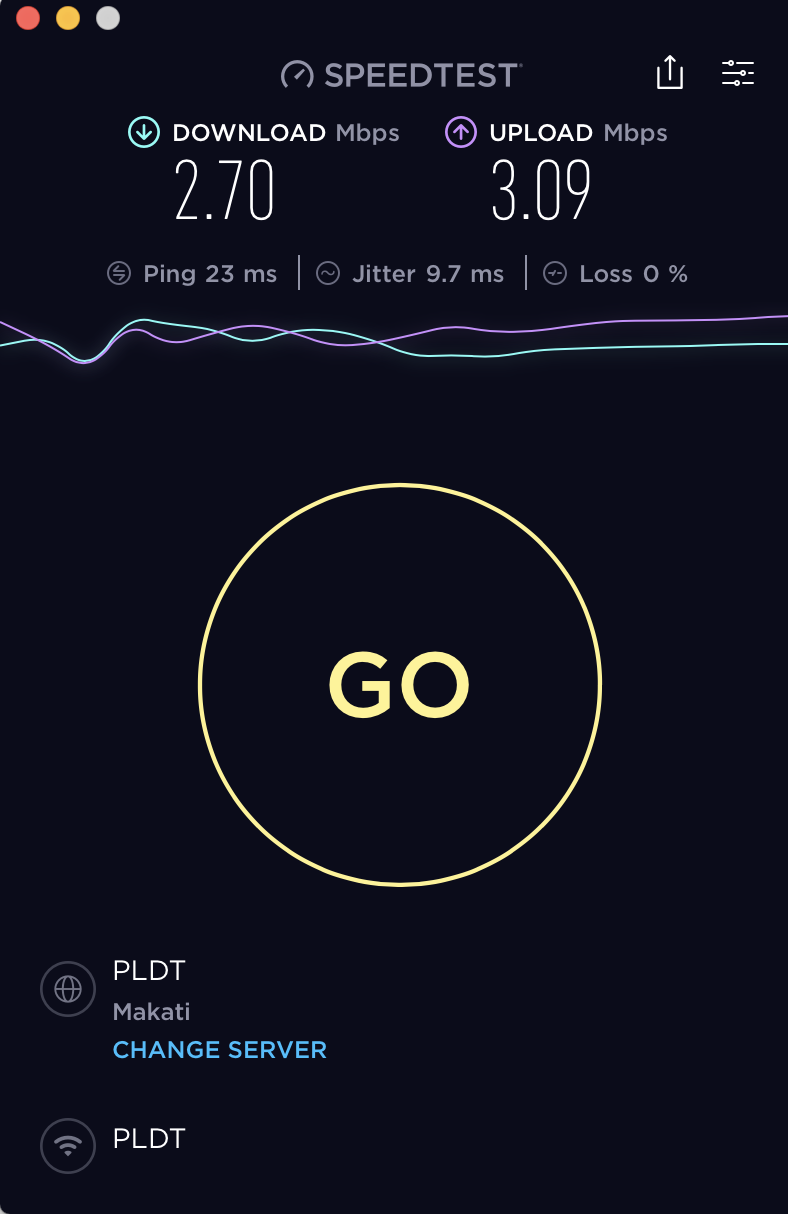 SPEEDTEST
DOWNLOAD Mbps
2.70
UPLOAD Mbps
3.09
Ping 23 ms
Jitter 9.7 ms
Loss 0 %
GO
PLDT
Makati
CHANGE SERVER
PLDT